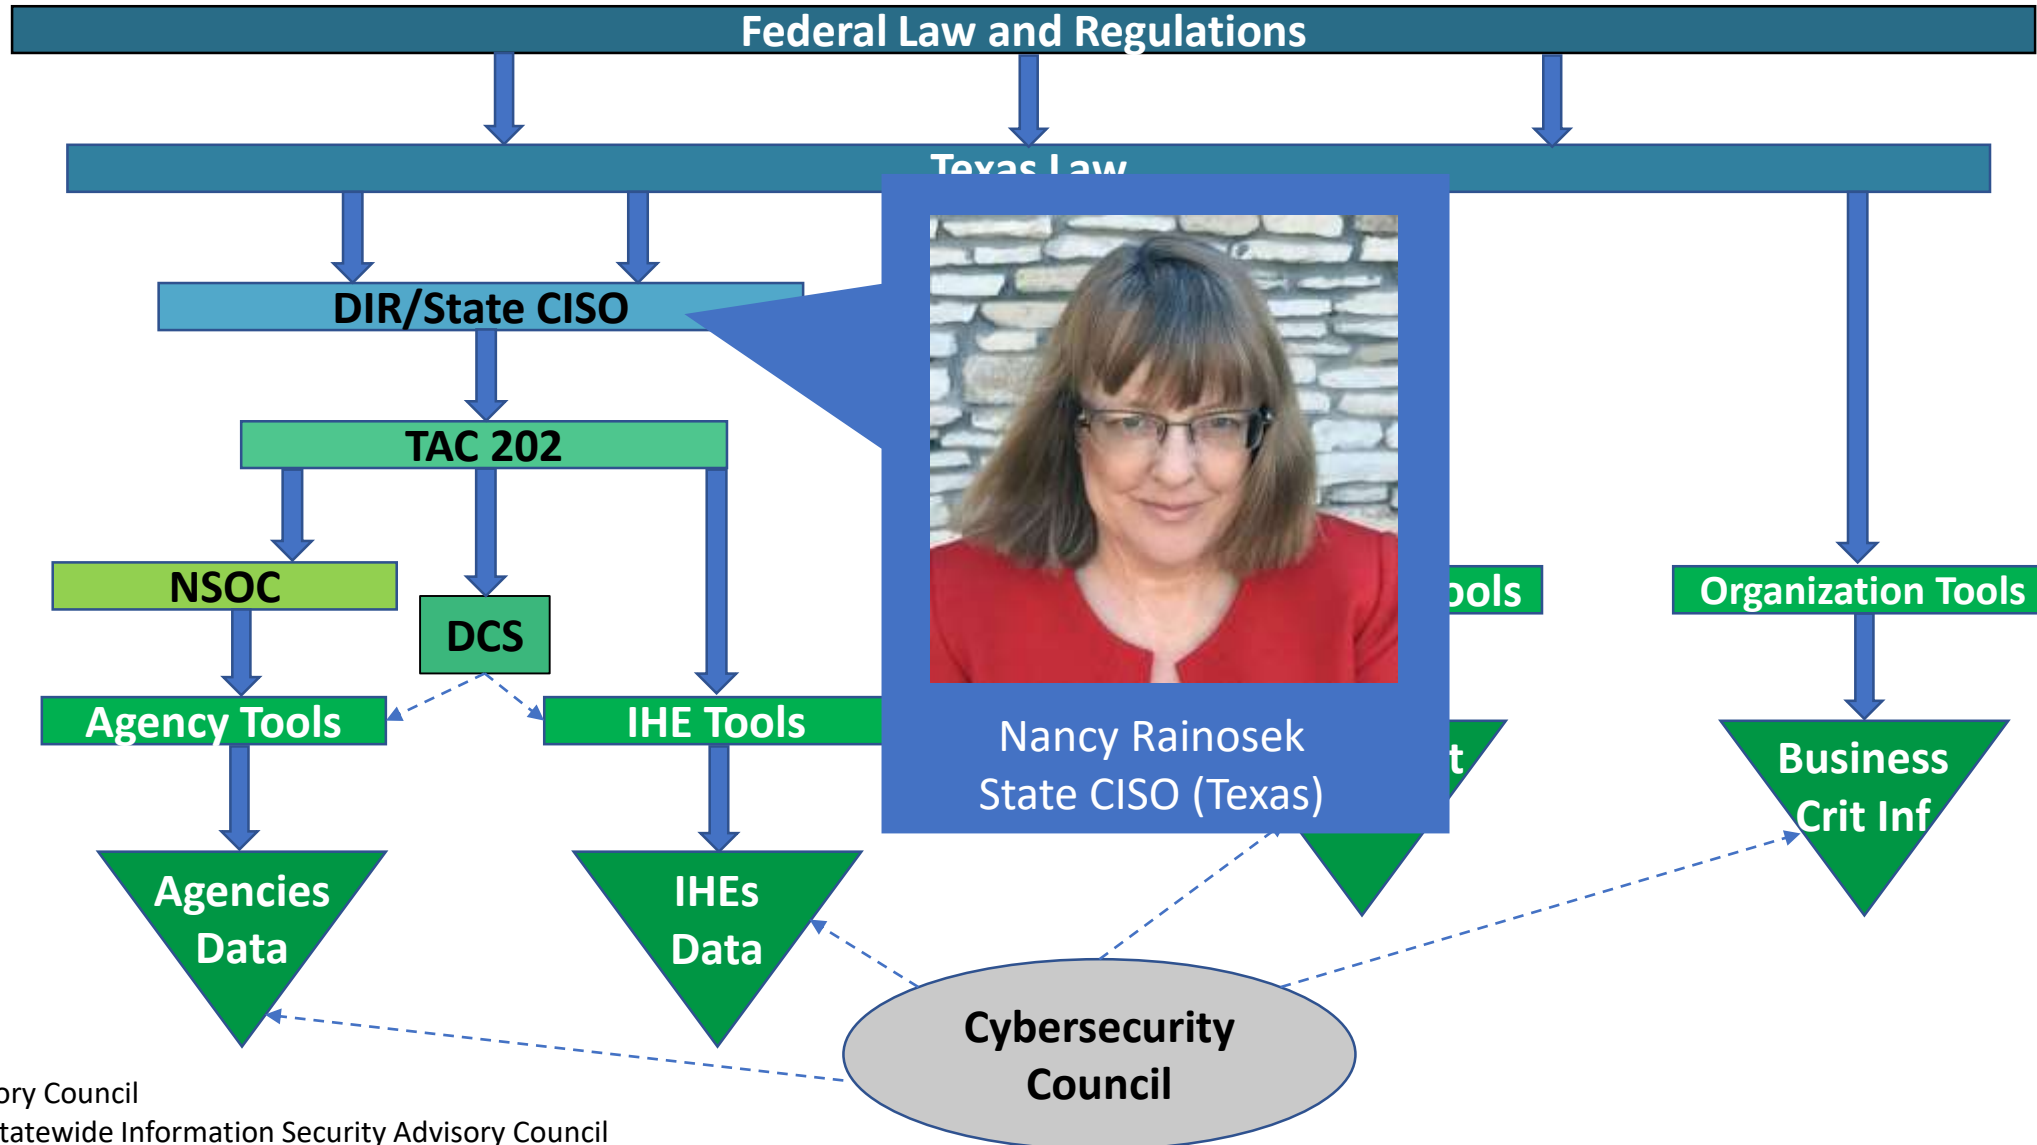 Federal Law and Regulations
Texas Law
DIR/State CISO
TAC 202
NSOC
DCS
Organization Tools
Agency Tools
IHE Tools
Nancy Rainosek
State CISO (Texas)
Business
Crit Inf
Agencies
Data
IHEs
Data
Cybersecurity
Council
Council
Information Security Advisory Council